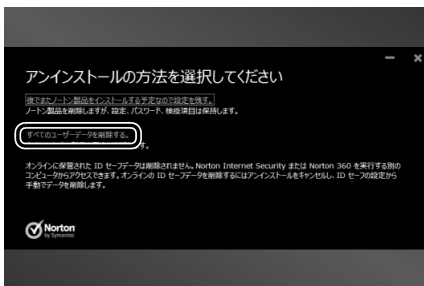 アンインストールの方法を選択してください
後でまたノートン製品をインストールする予定なので設定を残す。
ノートン製品を削除しますが、設定、パスワード、検疫項目は保持します。
すべてのユーザーデータを削除する。
す。
オンラインに保管された ID セーフデータは削除されません。Norton Internet Security または Norton 360 を実行する別の
コンピュータからアクセスできます。オンラインの ID セーフデータを削除するにはアンインストールをキャンセルし、ID セーフの設定から
手動でデータを削除します。
Norton
by Symantec